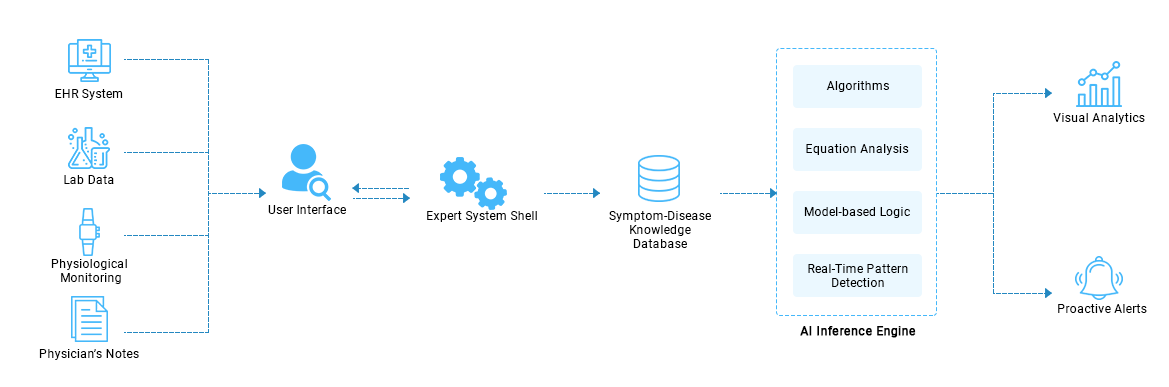 EHR System
Lab Data
Physiological
Monitoring
Physician's Notes
User Interface
Expert System Shell
Symptom-Disease
Knowledge
Database
Algorithms
Equation Analysis
Model-based Logic
Real-Time Pattern
Detection
AI Inference Engine
Visual Analytics
Proactive Alerts